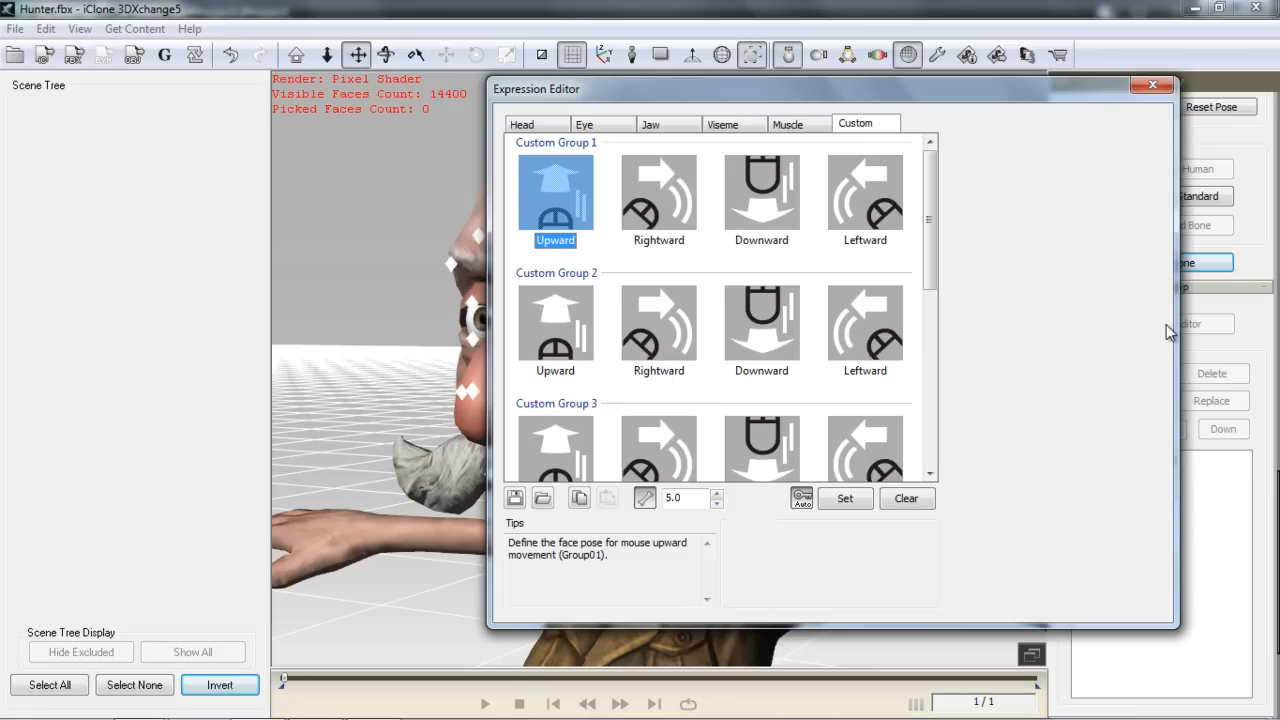 Hunter.fbx - iClone 3DXchange5
File Edit View Get Content Help
Scene Tree
Render: Pixel Shader
Visible Faces Count: 14400
Picked Faces Count: 0
Expression Editor
Head Eye Jaw Viseme Muscle Custom
Custom Group 1
Upward Rightward Downward Leftward
Custom Group 2
Upward Rightward Downward Leftward
Custom Group 3
5.0
Auto
Set
Clear
Tips
Define the face pose for mouse upward
movement (Group01).
Reset Pose
Human
Standard
d Bone
one
up
ditor
Delete
Replace
Down
Scene Tree Display
Hide Excluded Show All
Select All Select None Invert
1 / 1